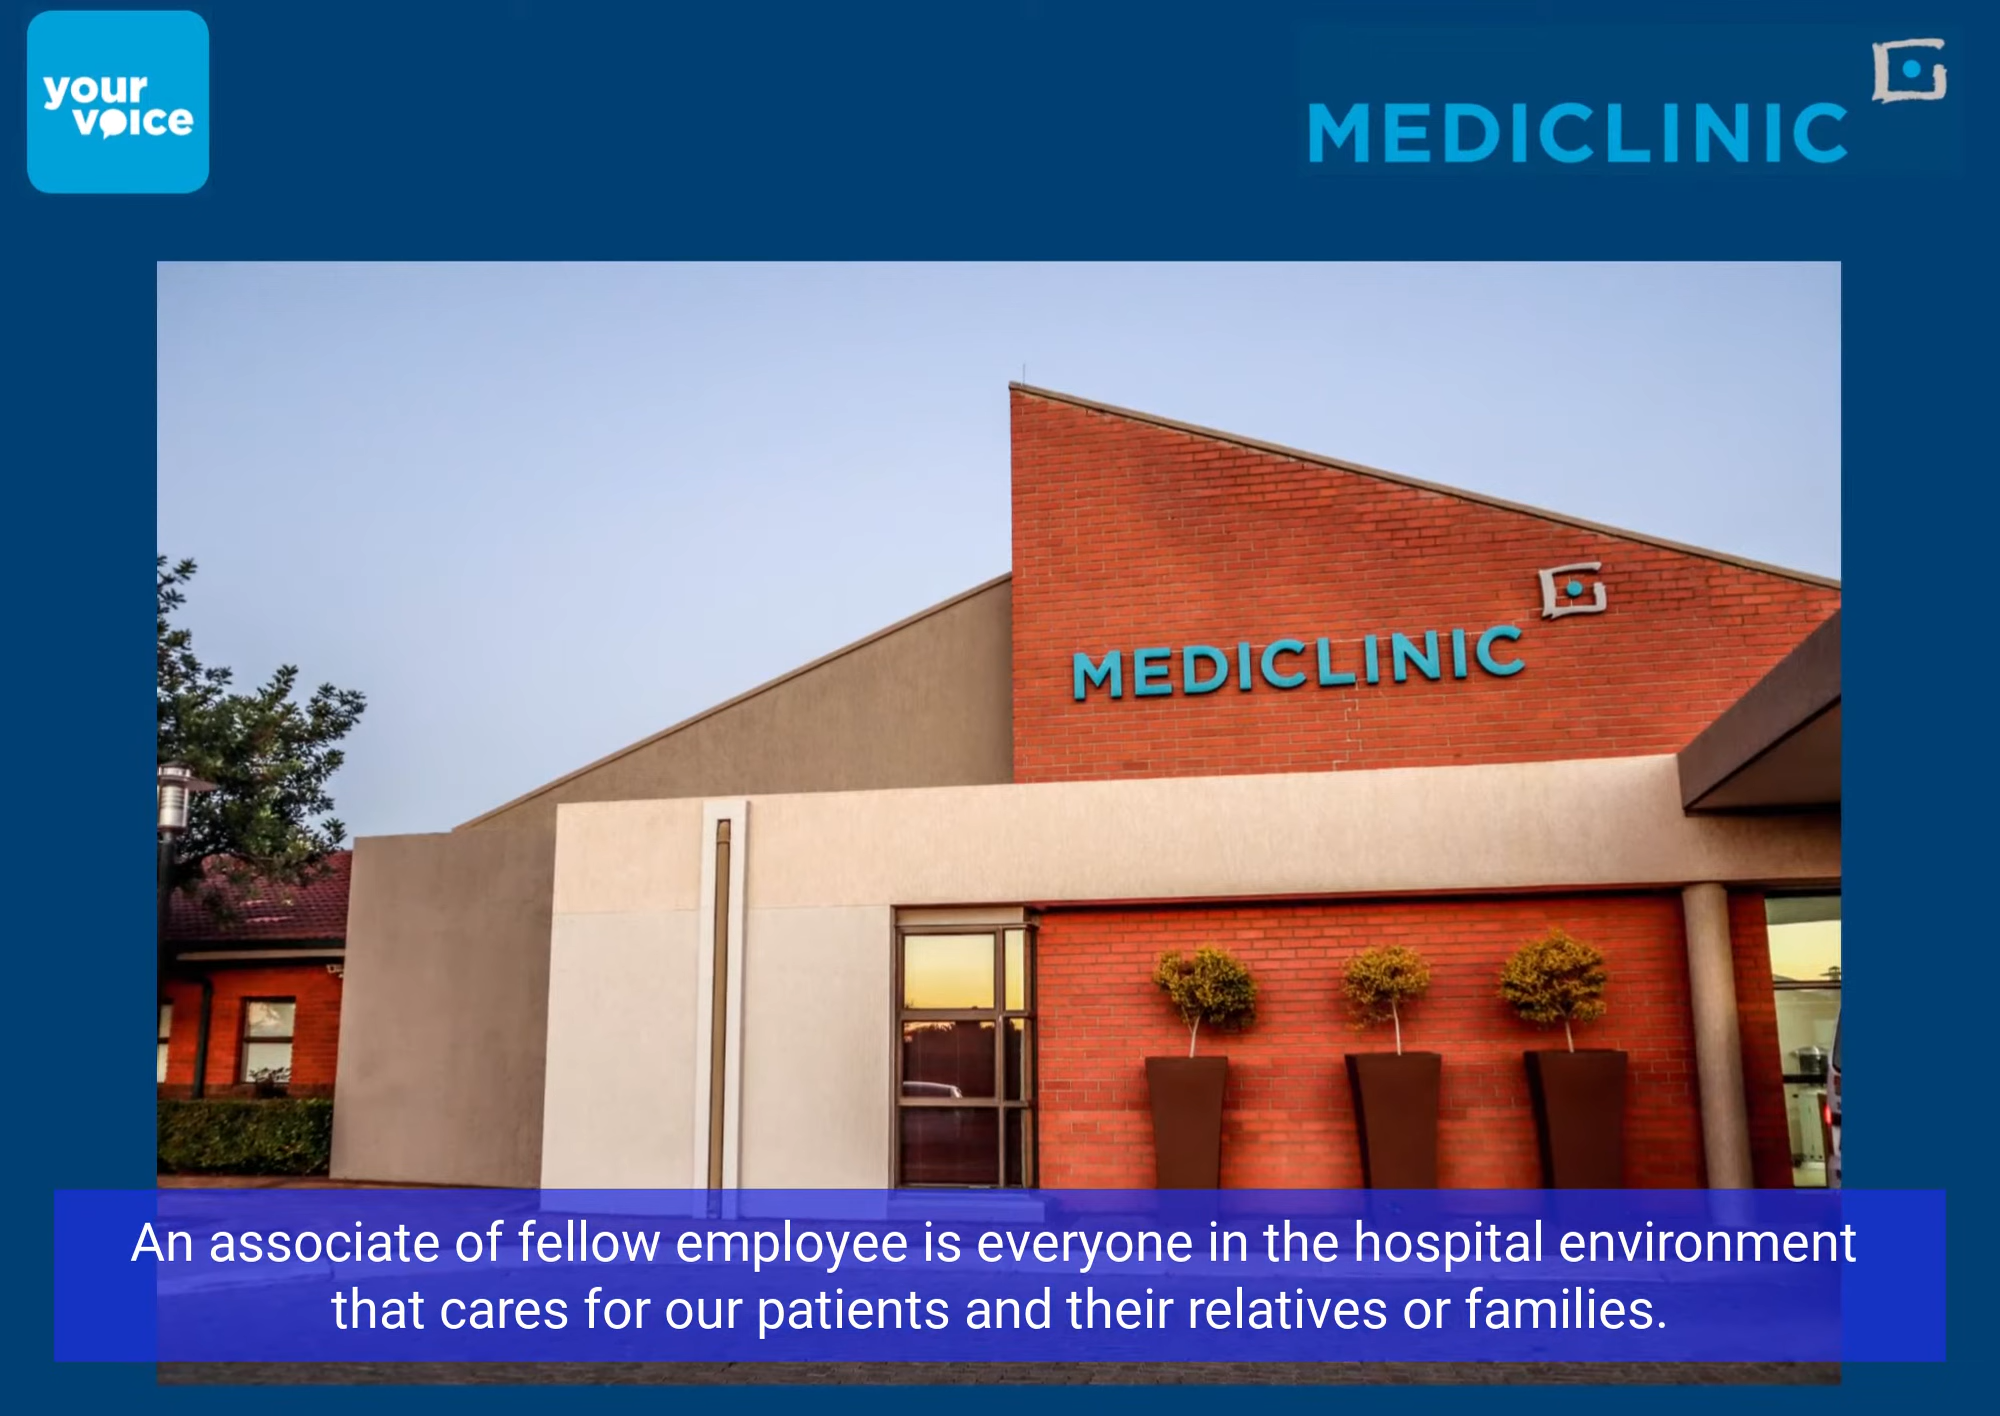 your
voice
MEDICLINIC
MEDICLINIC
An associate of fellow employee is everyone in the hospital environment
that cares for our patients and their relatives or families.